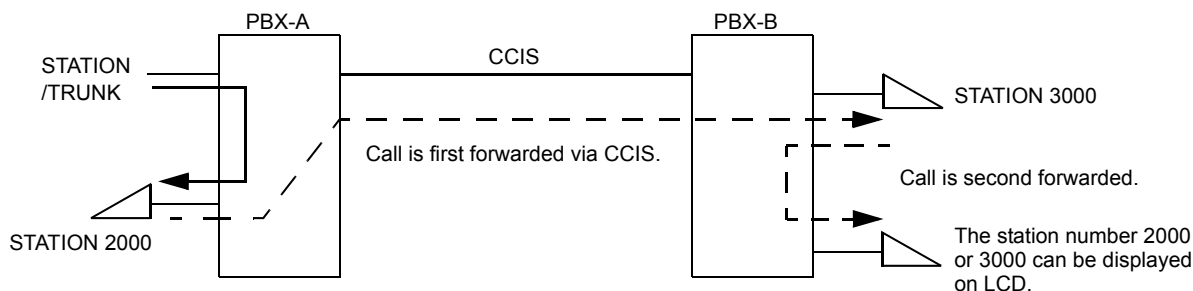 PBX-A
PBX-B
CCIS
STATION
/TRUNK
STATION 3000
Call is first forwarded via CCIS.
Call is second forwarded.
STATION 2000
The station number 2000
or 3000 can be displayed
on LCD.